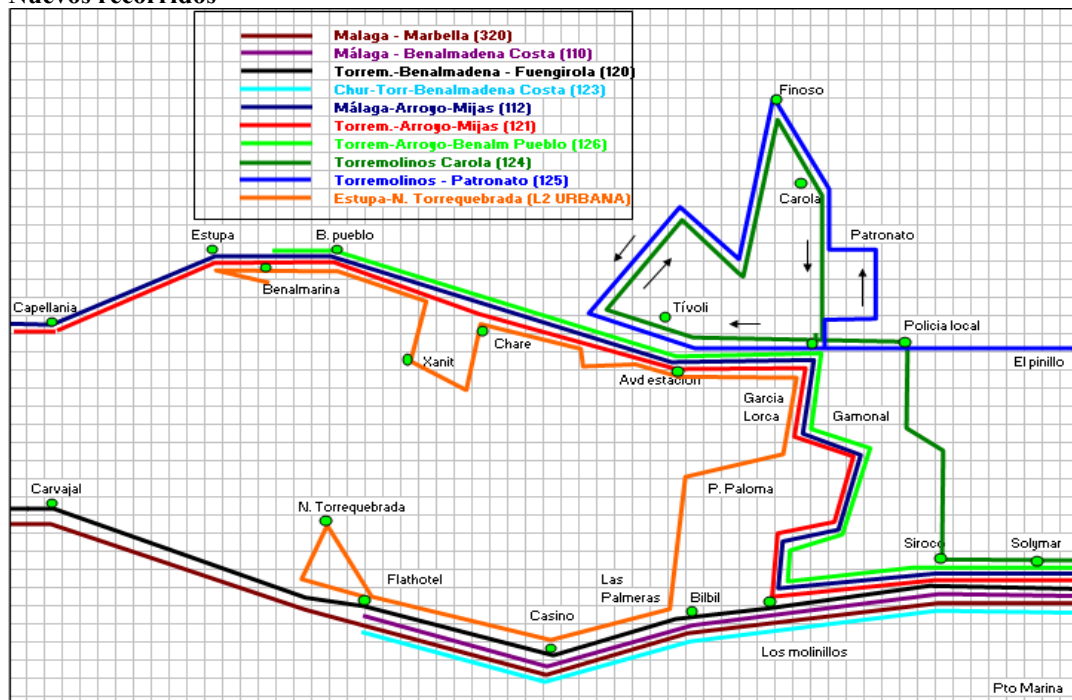 Nuevos recorridos
Malaga - Marbella (320)
Málaga - Benalmadena Costa (110)
Torrem.-Benalmadena - Fuengirola (120)
Chur-Torr-Benalmadena Costa (123)
Málaga-Arroyo-Mijas (112)
Torrem.-Arroyo-Mijas (121)
Torrem-Arroyo-Benalm Pueblo (126)
Torremolinos Carola (124)
Torremolinos - Patronato (125)
Estupa-N. Torrequebrada (L2 URBANA)
Finoso
Carola
Estupa
B. pueblo
Patronato
Benalmarina
Capellania
Tívoli
Policia local
Chare
Xanit
El pinillo
Avd estacion
Garcia
Lorca
Gamonal
Carvajal
P. Paloma
N. Torrequebrada
Siroco
Solymar
Flathotel
Las
Palmeras
Bilbil
Casino
Los molinillos
Pto Marina